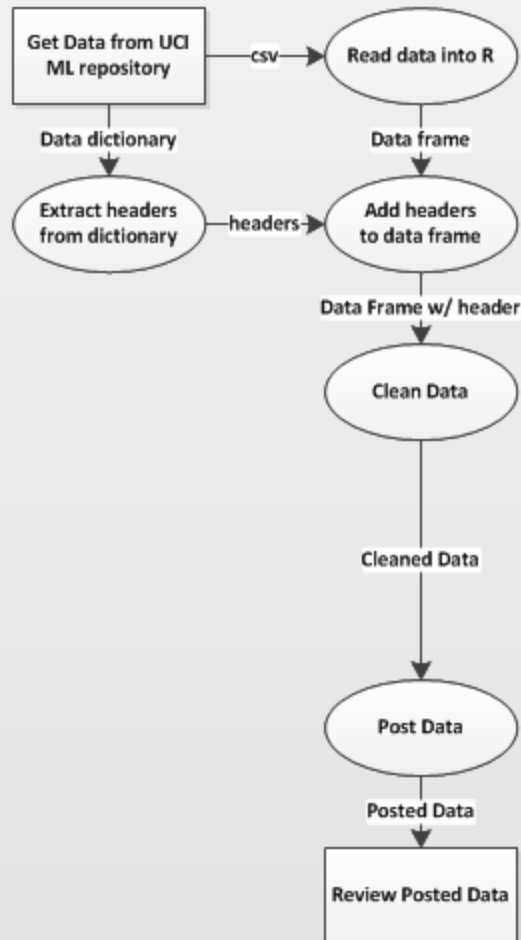 Get Data from UCI
ML repository
csv
Read data into R
Data dictionary
Data frame
Extract headers
from dictionary
headers
Add headers
to data frame
Data Frame w/ header
Clean Data
Cleaned Data
Post Data
Posted Data
Review Posted Data